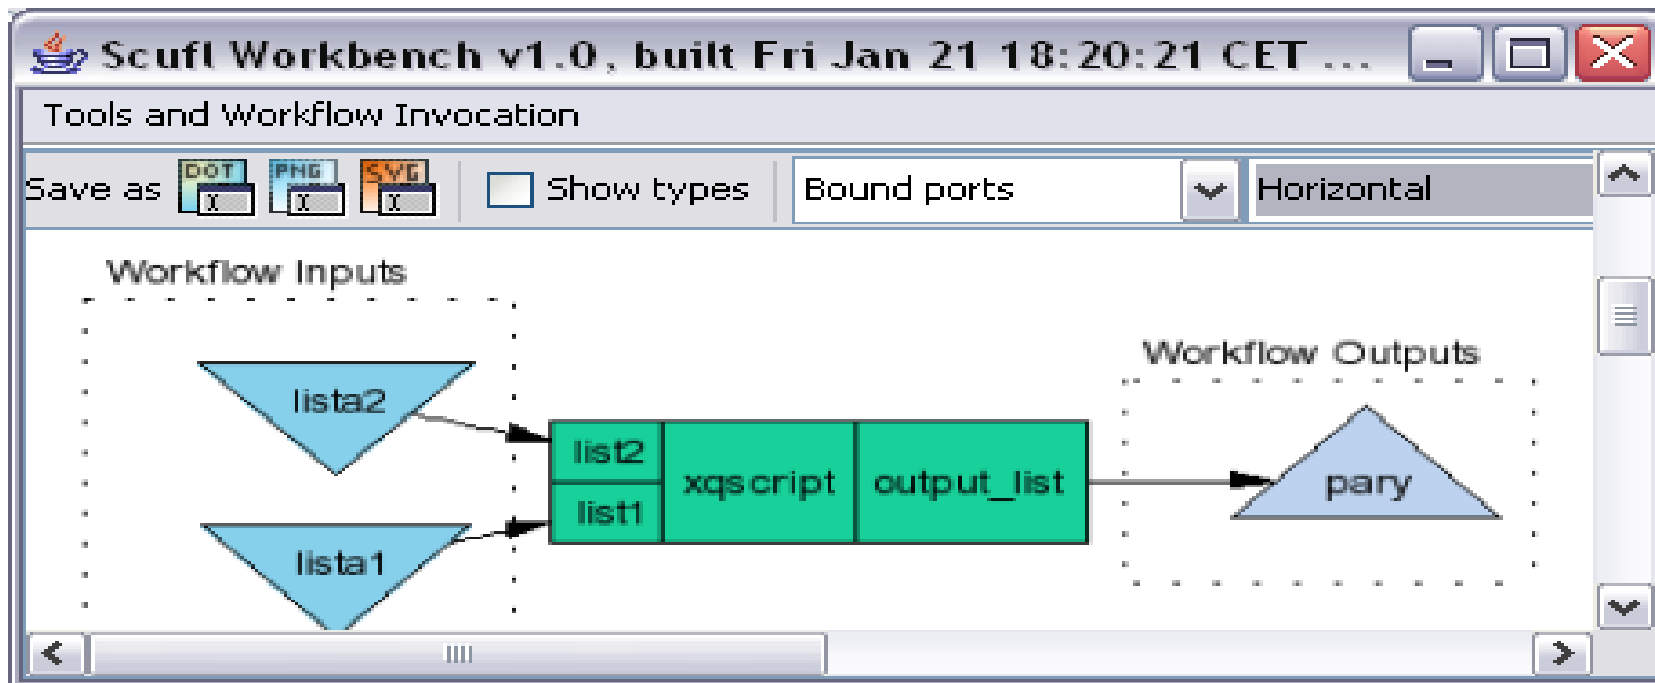 Scufl Workbench v1.0, built Fri Jan 21 18:20:21 CET ...
Tools and Workflow Invocation
Save as DOT X PNG X SVG X Show types Bound ports Horizontal
Workflow Inputs
Workflow Outputs
lista2
list2
xqscript
output_list
pary
list1
lista1